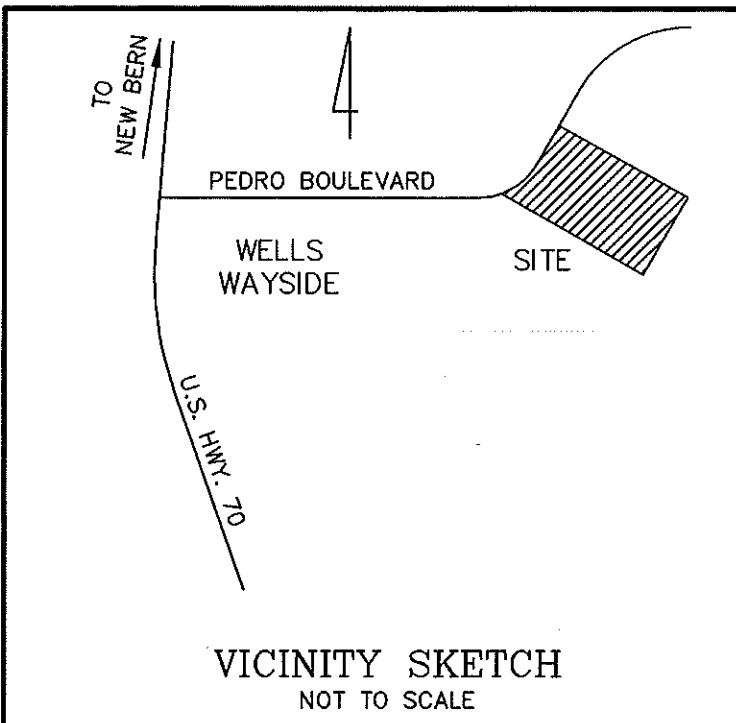 TO
NEW BERN
PEDRO BOULEVARD
WELLS
WAYSIDE
SITE
U.S. HWY. 70
VICINITY SKETCH
NOT TO SCALE